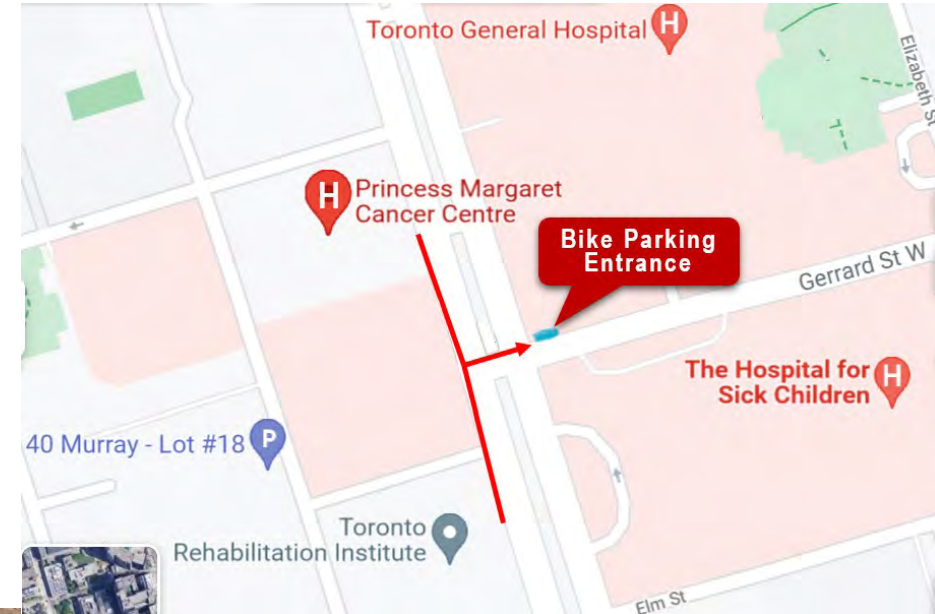 Toronto General Hospital
H
Elizabeth St
H
Princess Margaret
Cancer Centre
Bike Parking
Entrance
Gerrard St W
The Hospital for
Sick Children
H
40 Murray - Lot #18
P
Toronto
Rehabilitation Institute
Elm St